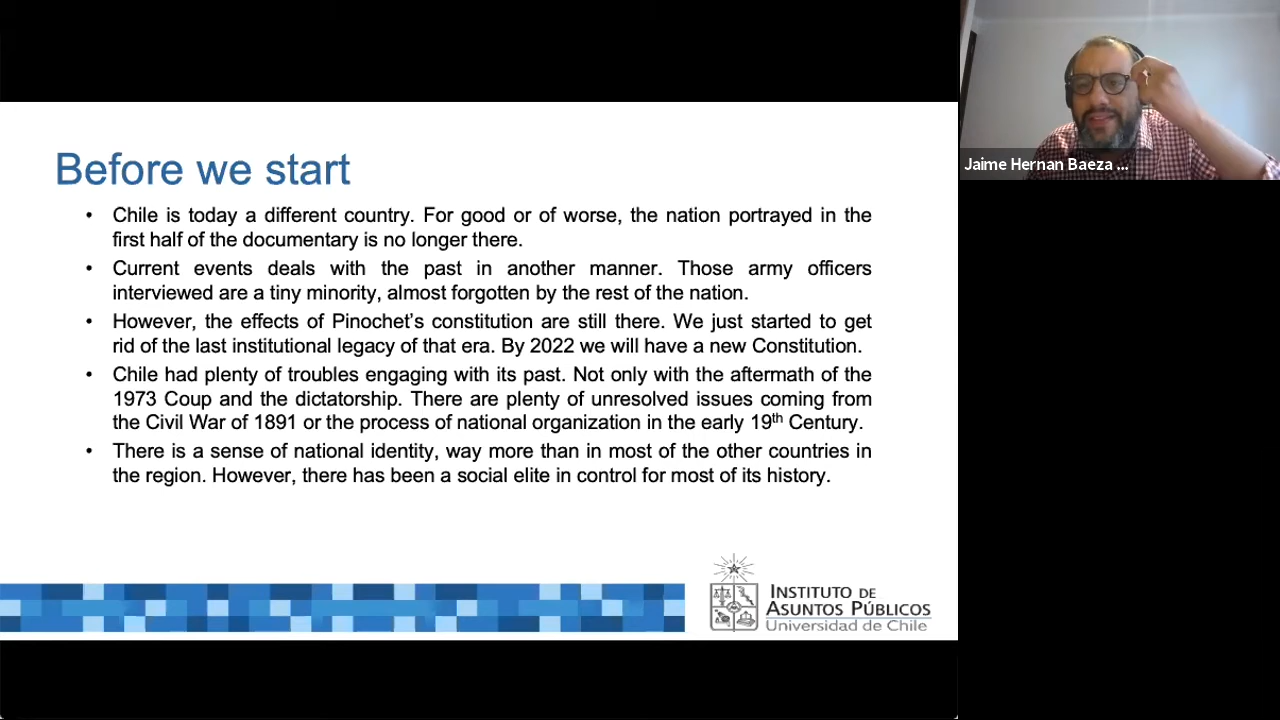 Before we start
• Chile is today a different country. For good or of worse, the nation portrayed in the
first half of the documentary is no longer there.
• Current events deals with the past in another manner. Those army officers
interviewed are a tiny minority, almost forgotten by the rest of the nation.
• However, the effects of Pinochet’s constitution are still there. We just started to get
rid of the last institutional legacy of that era. By 2022 we will have a new Constitution.
• Chile had plenty of troubles engaging with its past. Not only with the aftermath of the
1973 Coup and the dictatorship. There are plenty of unresolved issues coming from
the Civil War of 1891 or the process of national organization in the early 19th Century.
• There is a sense of national identity, way more than in most of the other countries in
the region. However, there has been a social elite in control for most of its history.
INSTITUTO DE
ASUNTOS PÚBLICOS
Universidad de Chile
Jaime Hernan Baeza ...